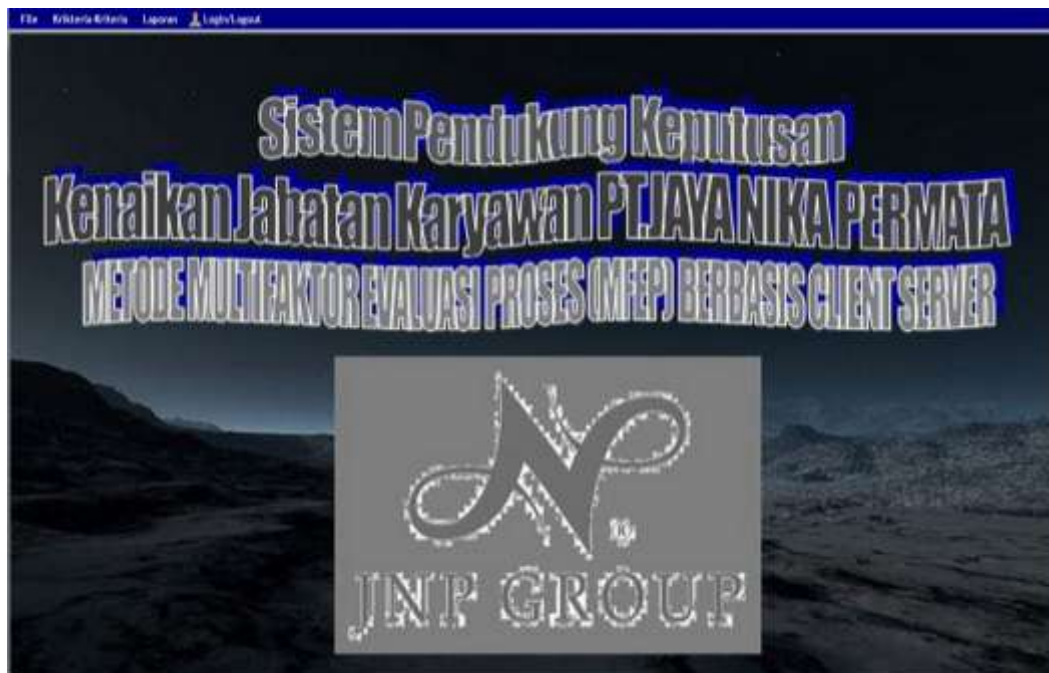 File Krikteria-Kriteria Laporan Login/Logout
Sistem Pendukung Keputusan
Kenaikan Jabatan Karyawan PT.JAYA NIKA PERMATA
METODE MULTIFAKTOR EVALUASI PROSES (MFEP) BERBASIS CLIENT SERVER
JNP GROUP